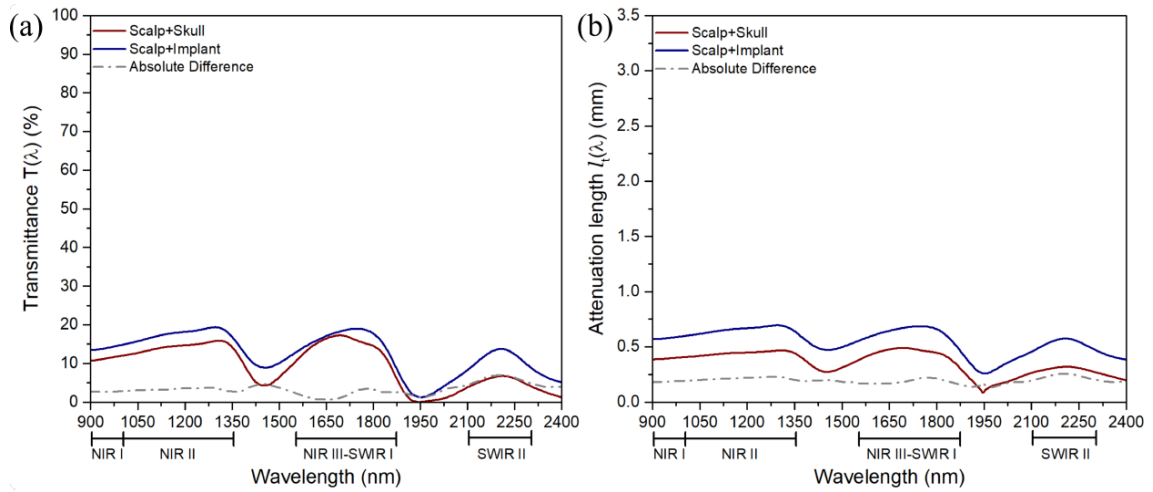 (a)
Scalp+Skull
Scalp+Implant
Absolute Difference
Transmittance T(λ) (%)
100
90
80
70
60
50
40
30
20
10
0
900 1050 1200 1350 1500 1650 1800 1950 2100 2250 2400
NIR I NIR II NIR III-SWIR I SWIR II
Wavelength (nm)
(b)
Scalp+Skull
Scalp+Implant
Absolute Difference
Attenuation length lt(λ) (mm)
3.5
3.0
2.5
2.0
1.5
1.0
0.5
0.0
900 1050 1200 1350 1500 1650 1800 1950 2100 2250 2400
NIR I NIR II NIR III-SWIR I SWIR II
Wavelength (nm)